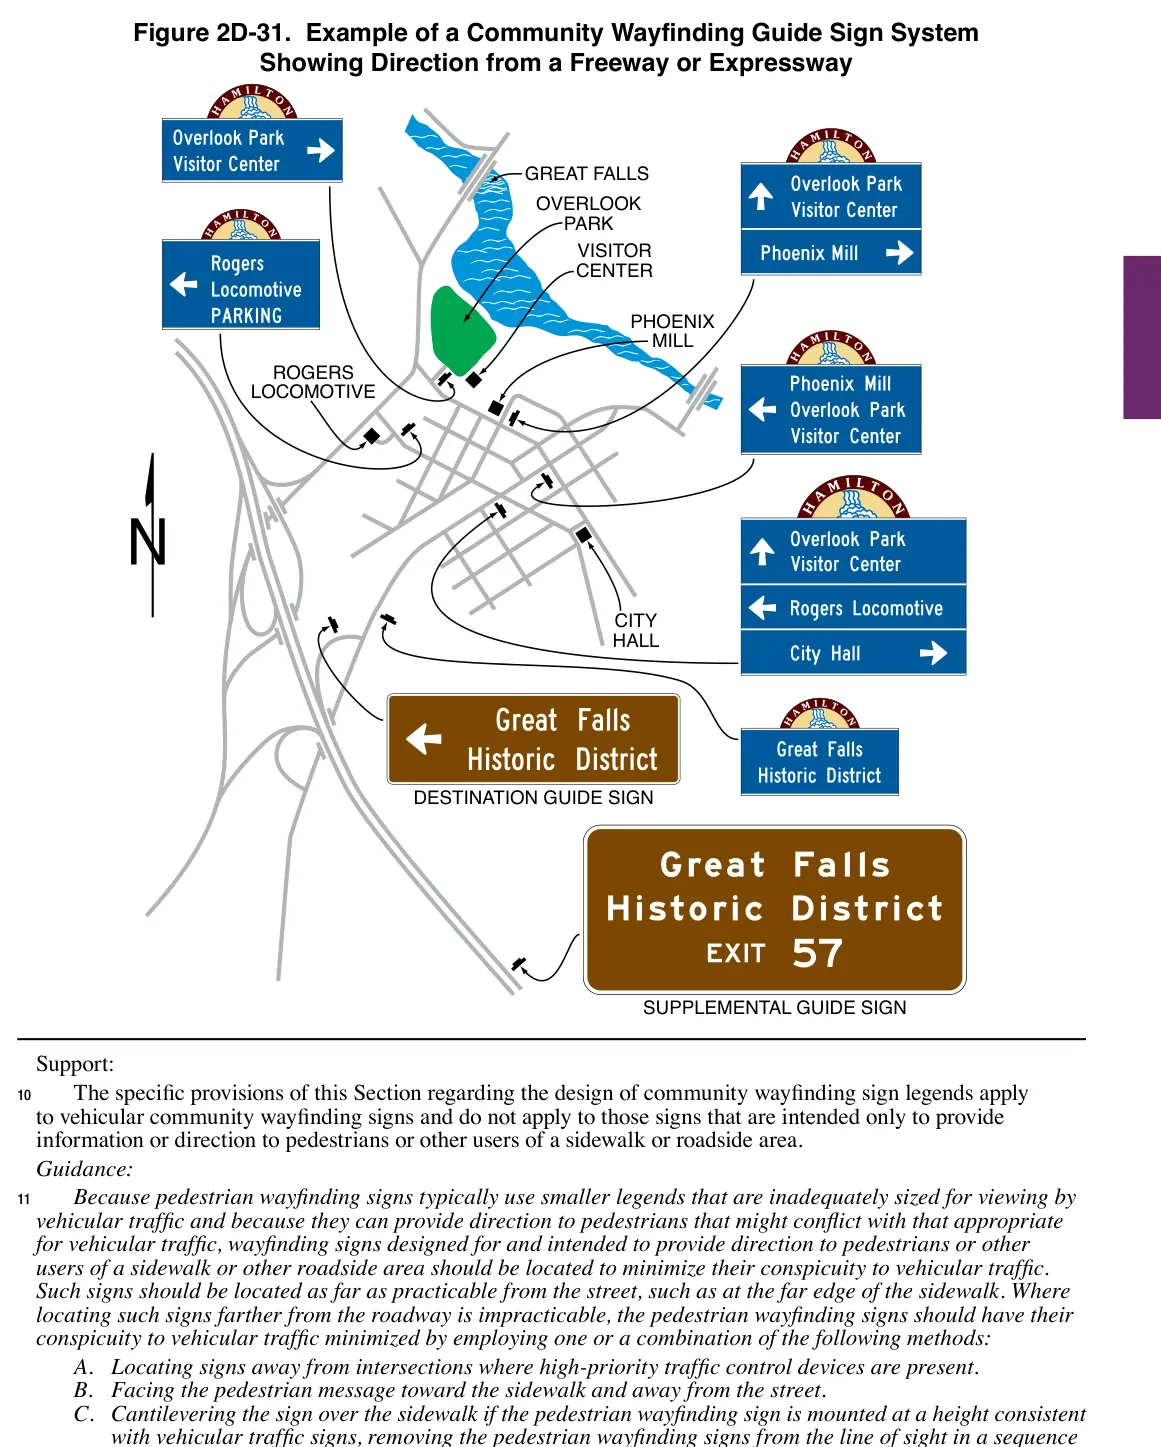 Figure 2D-31. Example of a Community Wayfinding Guide Sign System
Showing Direction from a Freeway or Expressway
HAMILTON
Overlook Park
Visitor Center
HAMILTON
Rogers
Locomotive
PARKING
GREAT FALLS
OVERLOOK
PARK
VISITOR
CENTER
PHOENIX
MILL
ROGERS
LOCOMOTIVE
HAMILTON
Overlook Park
Visitor Center
Phoenix Mill
HAMILTON
Phoenix Mill
Overlook Park
Visitor Center
HAMILTON
Overlook Park
Visitor Center
Rogers Locomotive
City Hall
N
CITY
HALL
HAMILTON
Great Falls
Historic District
Great Falls
Historic District
DESTINATION GUIDE SIGN
Great Falls
Historic District
EXIT 57
SUPPLEMENTAL GUIDE SIGN
Support:
10 The specific provisions of this Section regarding the design of community wayfinding sign legends apply
to vehicular community wayfinding signs and do not apply to those signs that are intended only to provide
information or direction to pedestrians or other users of a sidewalk or roadside area.
Guidance:
11 Because pedestrian wayfinding signs typically use smaller legends that are inadequately sized for viewing by
vehicular traffic and because they can provide direction to pedestrians that might conflict with that appropriate
for vehicular traffic, wayfinding signs designed for and intended to provide direction to pedestrians or other
users of a sidewalk or other roadside area should be located to minimize their conspicuity to vehicular traffic.
Such signs should be located as far as practicable from the street, such as at the far edge of the sidewalk. Where
locating such signs farther from the roadway is impracticable, the pedestrian wayfinding signs should have their
conspicuity to vehicular traffic minimized by employing one or a combination of the following methods:
A. Locating signs away from intersections where high-priority traffic control devices are present.
B. Facing the pedestrian message toward the sidewalk and away from the street.
C. Cantilevering the sign over the sidewalk if the pedestrian wayfinding sign is mounted at a height consistent
with vehicular traffic signs, removing the pedestrian wayfinding signs from the line of sight in a sequence